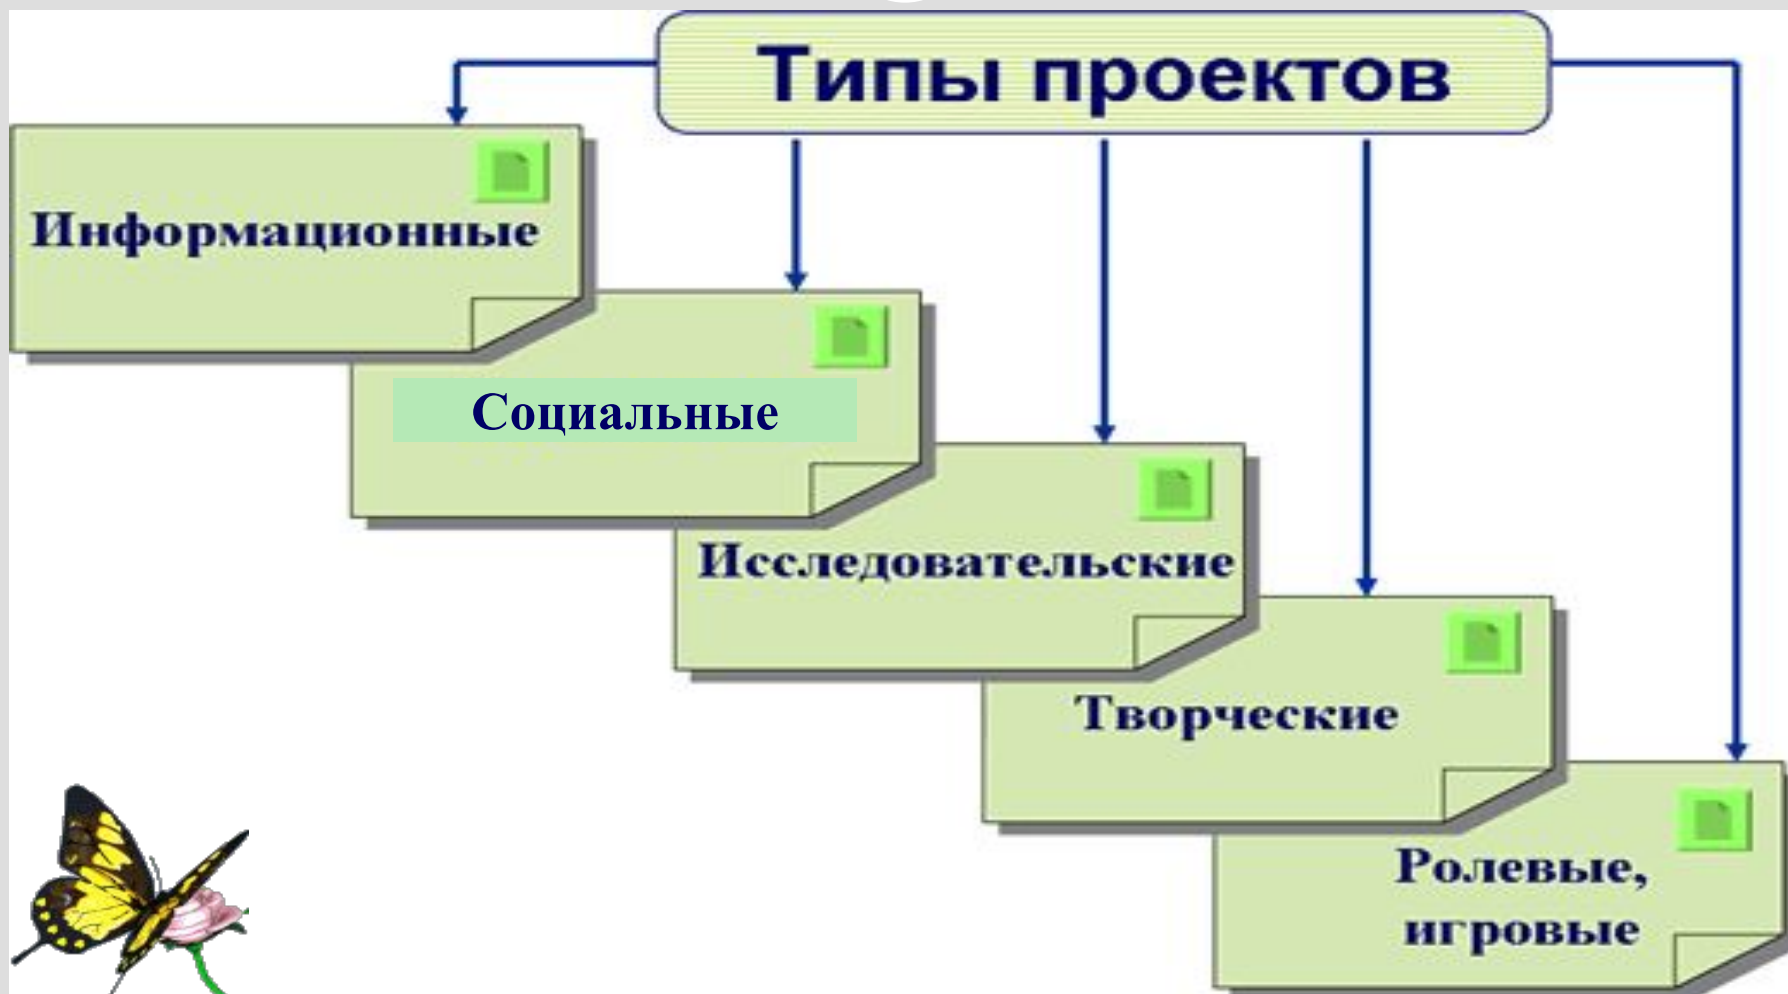 Типы проектов
Информационные
Социальные
Исследовательские
Творческие
Ролевые,
игровые